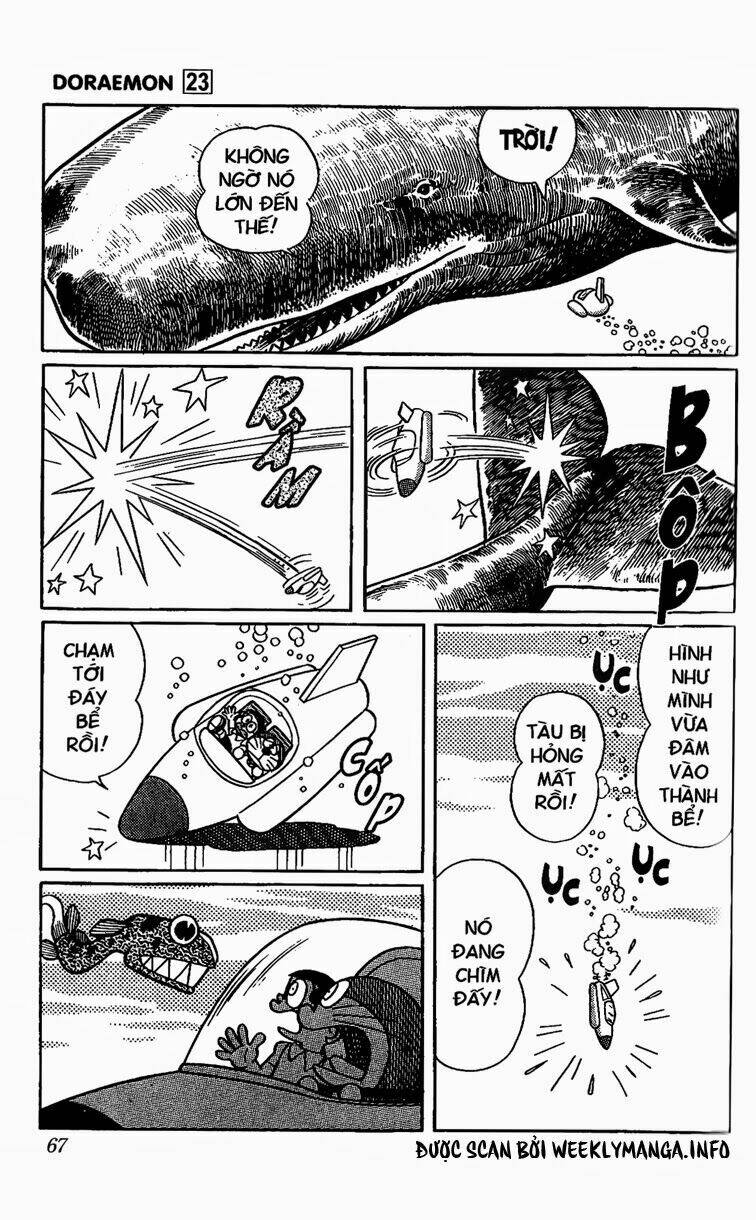 DORAEMON 23
TRỜI!
KHÔNG
NGỜ NÓ
LỚN ĐẾN
THẾ!
BỐP
RẦM
HÌNH
NHƯ
MÌNH
VỪA
ĐÂM
VÀO
THÀNH
BỂ!
ỤC
TÀU BỊ
HỎNG
MẤT
RỒI!
ỤC
ỤC
NÓ
ĐANG
CHÌM
ĐẤY!
CHẠM
TỚI
ĐÁY
BỂ
RỒI!
CỐP
67
ĐƯỢC SCAN BỞI WEEKLYMANGA.INFO